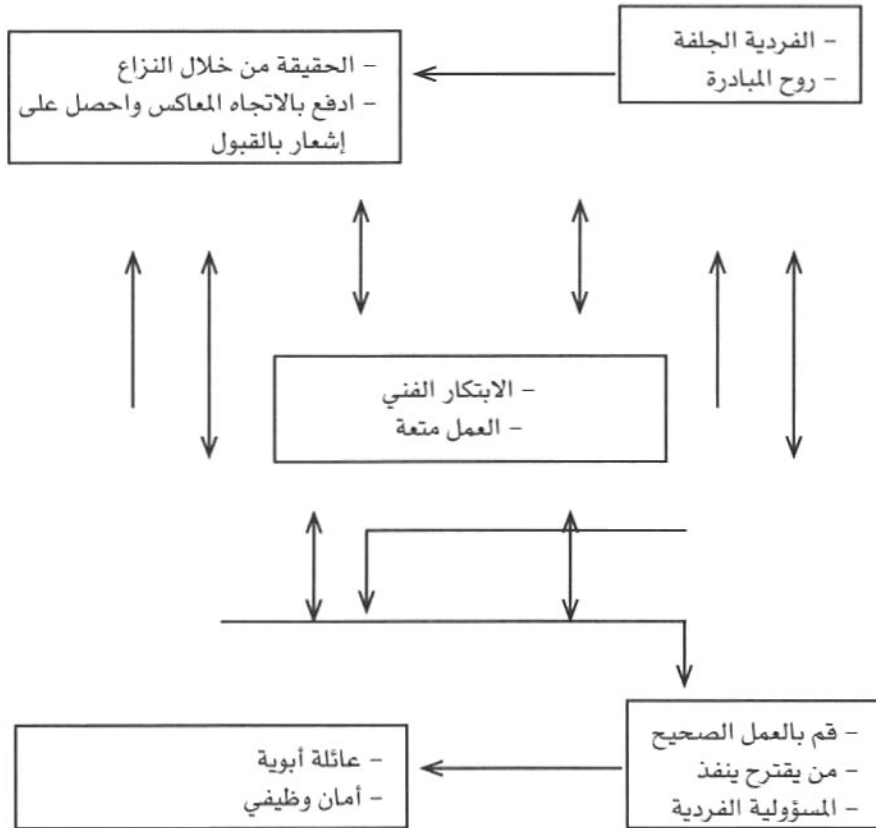 – الفردية الجلفة
– روح المبادرة
– الحقيقة من خلال النزاع
– ادفع بالاتجاه المعاكس واحصل على
إشعار بالقبول
– الابتكار الفني
– العمل متعة
– قم بالعمل الصحيح
– من يقترح ينفذ
– المسؤولية الفردية
– عائلة أبوية
– أمان وظيفي